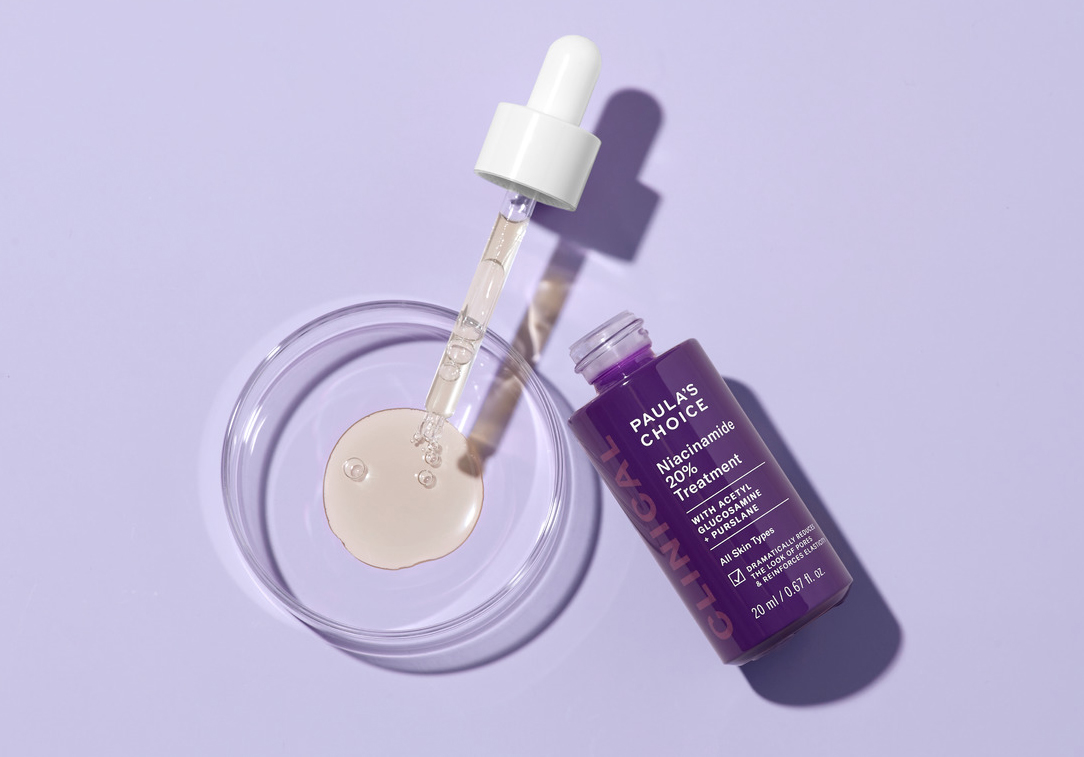 PAULA'S
CHOICE
Niacinamide
20%
Treatment
WITH ACETYL
GLUCOSAMINE
+ PURSLANE
All Skin Types
DRAMATICALLY REDUCES
THE LOOK OF PORES
& REINFORCES ELASTICITY
20 ml / 0.67 fl. oz.
CLINICAL